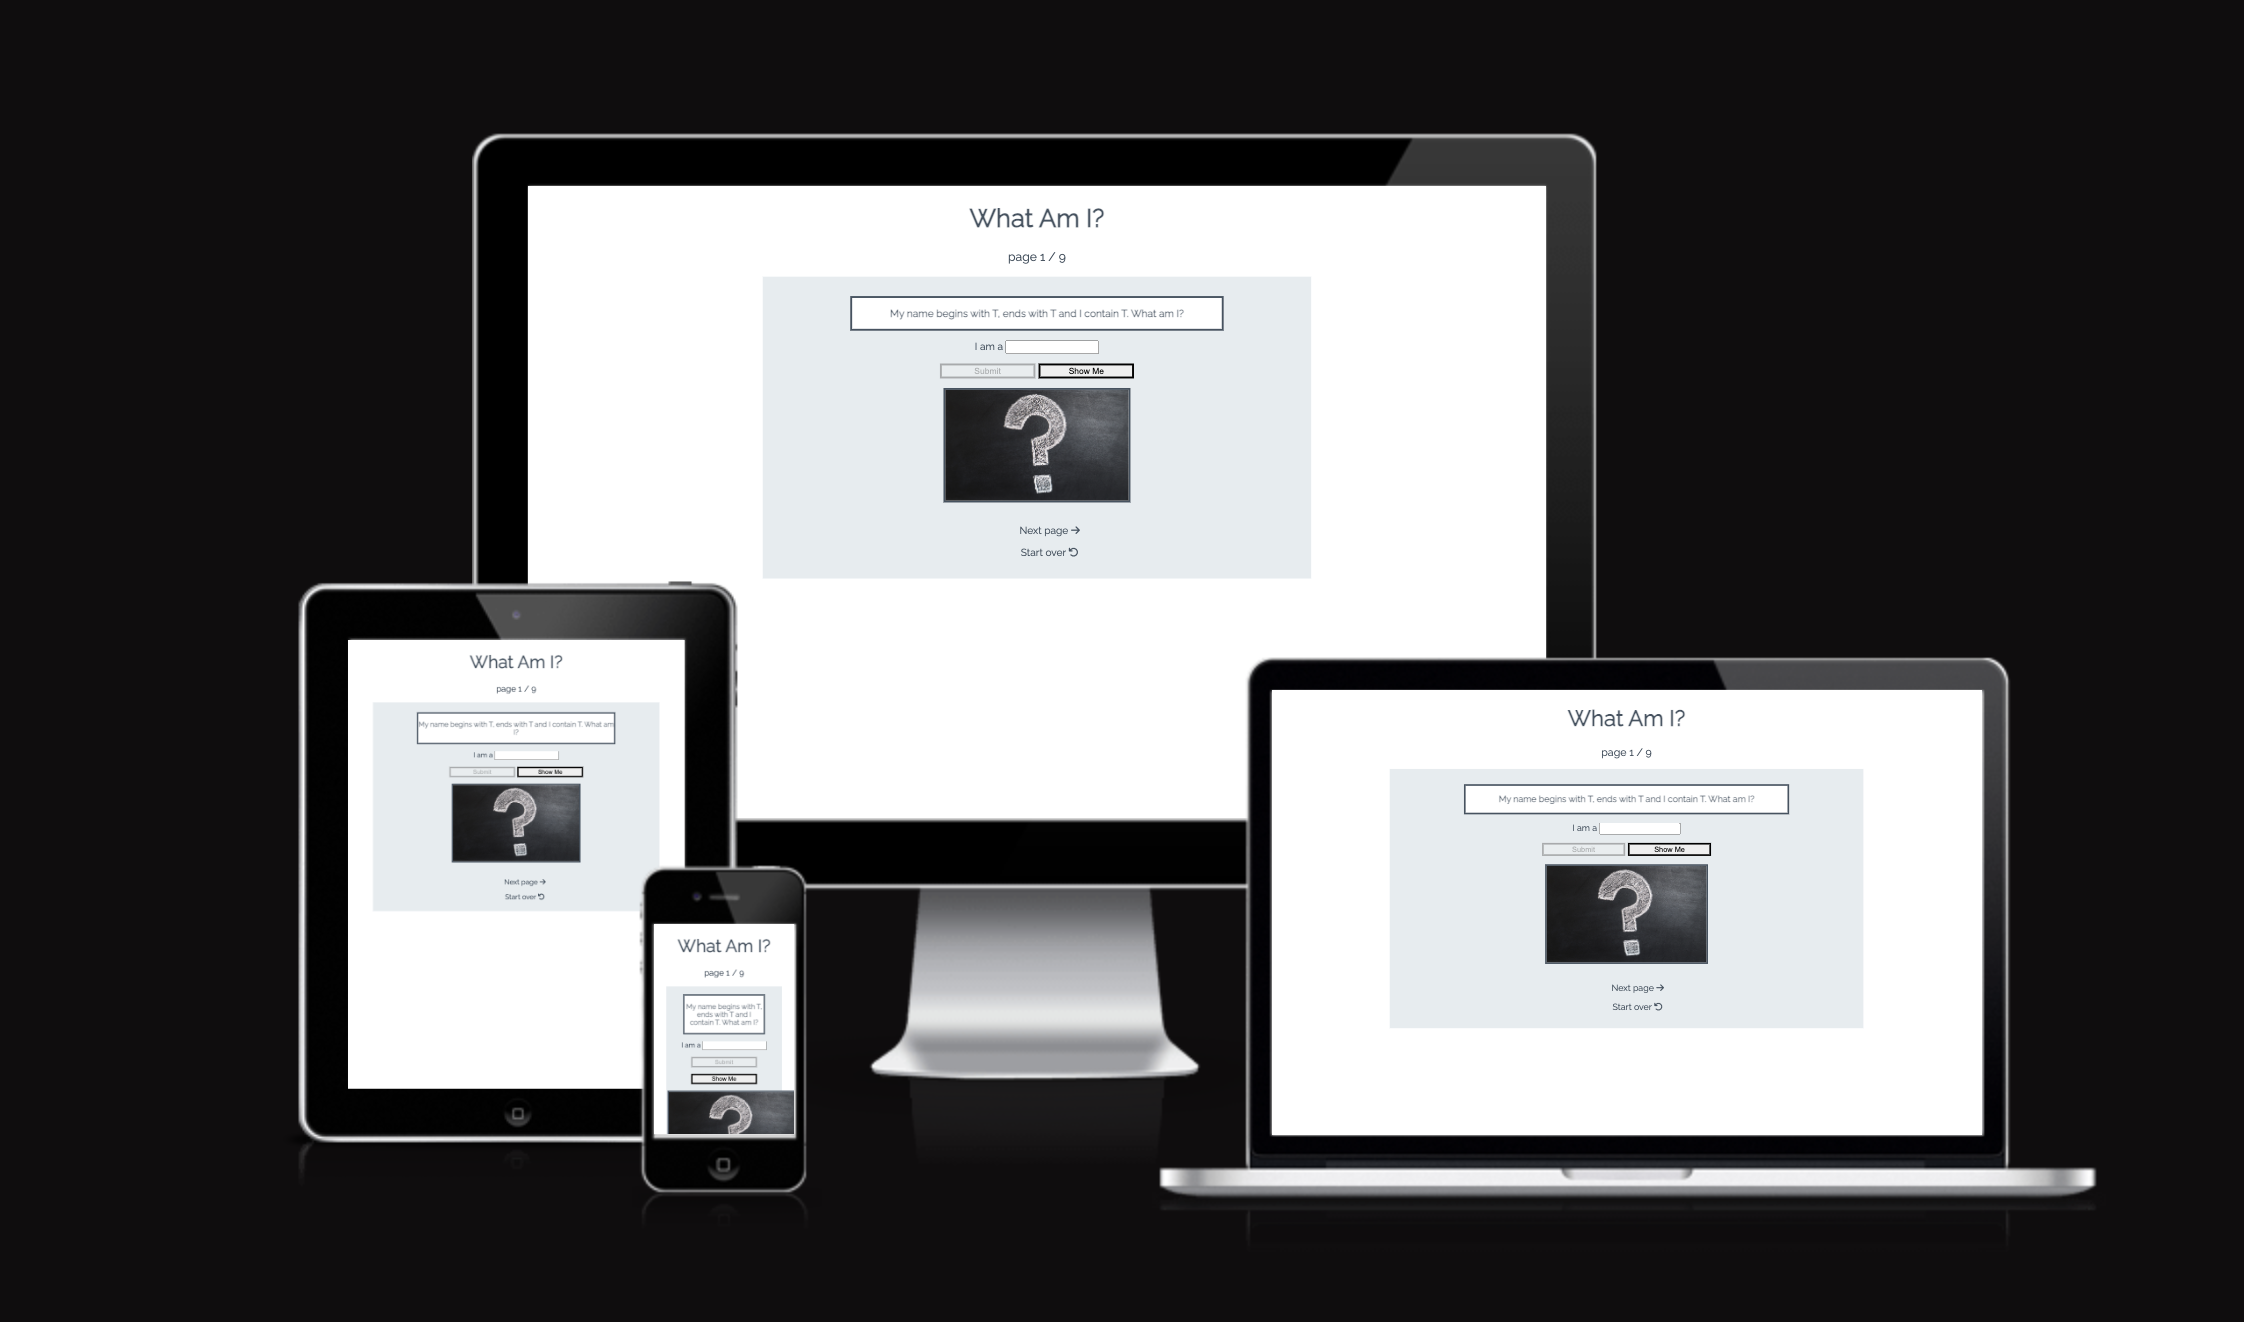 What Am I?
page 1 / 9
My name begins with T, ends with T and I contain T. What am I?
I am a
Submit
Show Me
?
Next page →
Start over
What Am I?
page 1 / 9
My name begins with T, ends with T and I contain T. What am
I?
I am a
Submit
Show Me
?
Next page →
Start over
What Am I?
page 1 / 9
My name begins with T,
ends with T and I
contain T. What am I?
I am a
Submit
Show Me
?
What Am I?
page 1 / 9
My name begins with T, ends with T and I contain T. What am I?
I am a
Submit
Show Me
?
Next page →
Start over